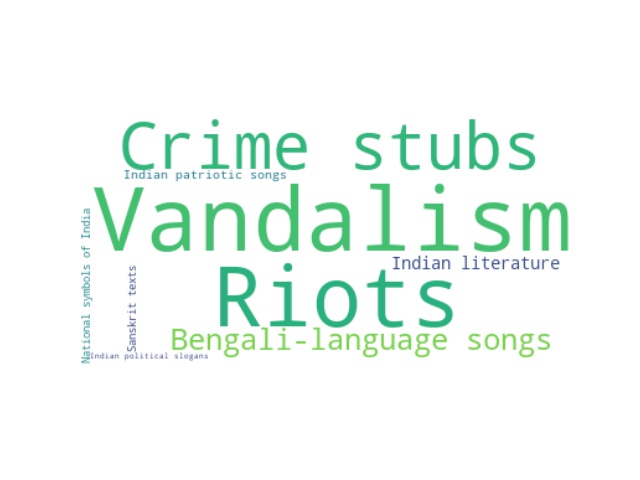 Crime stubs
Indian patriotic songs
Vandalism
Indian literature
Riots
National symbols of India
Sanskrit texts
Bengali-language songs
Indian political slogans